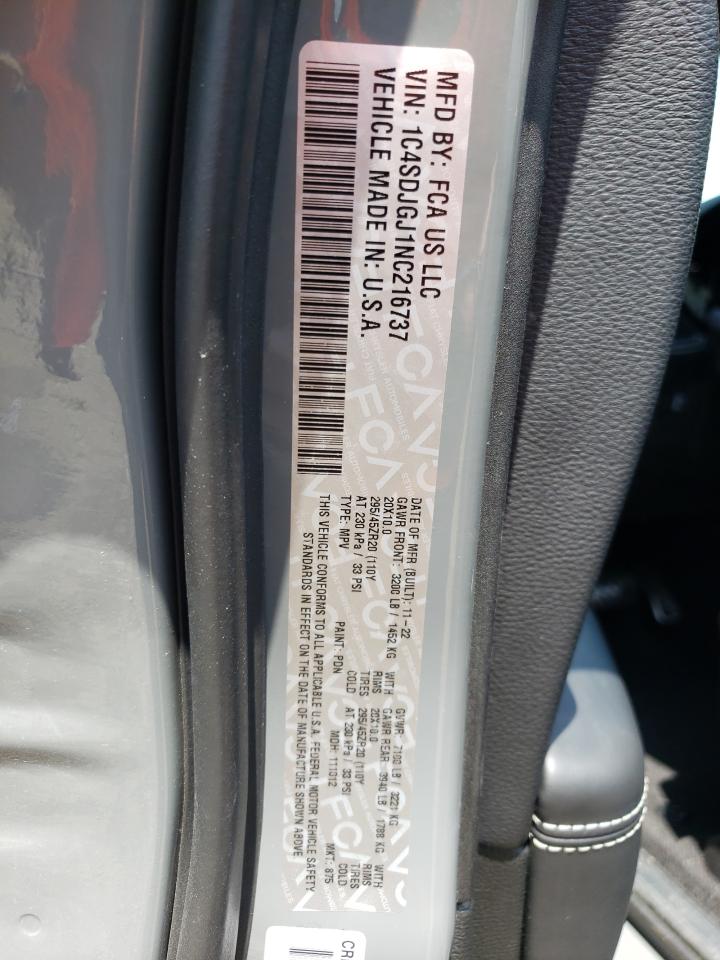 MFD BY: FCA US LLC
VIN: 1C4SDJGJ1NC216737
VEHICLE MADE IN: U.S.A.
DATE OF MFR (BUILT): 11-22 GVWR: 7100 LB / 3221 KG
GAWR FRONT: 3200 LB / 1452 KG WITH GAWR REAR 3940 LB / 1788 KG WITH
20X10.0 RIMS 20X10.0 RIMS
295/45ZR20 (110Y TIRES 295/45ZR20 (110Y TIRES
AT 230 kPa / 33 PSI COLD AT 230 kPa / 33 PSI COLD
TYPE: MPV PAINT: PDN MDH: 111312 MKT: 875
THIS VEHICLE CONFORMS TO ALL APPLICABLE U.S.A. FEDERAL MOTOR VEHICLE SAFETY
STANDARDS IN EFFECT ON THE DATE OF MANUFACTURE SHOWN ABOVE